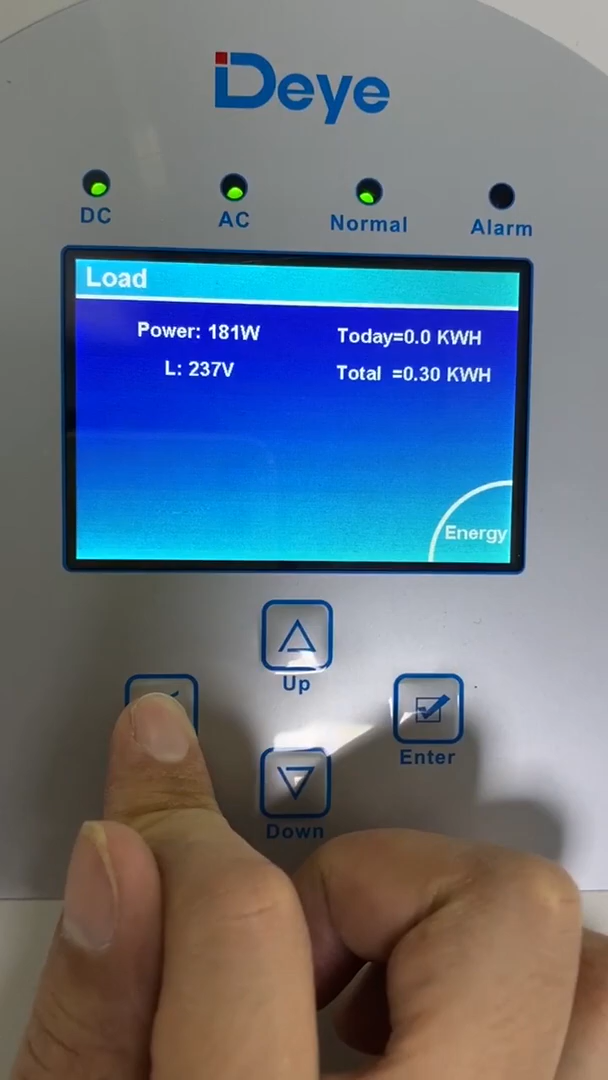 Deye
DC AC Normal Alarm
Load
Power: 181W Today=0.0 KWH
L: 237V Total =0.30 KWH
Energy
Up
Enter
Down